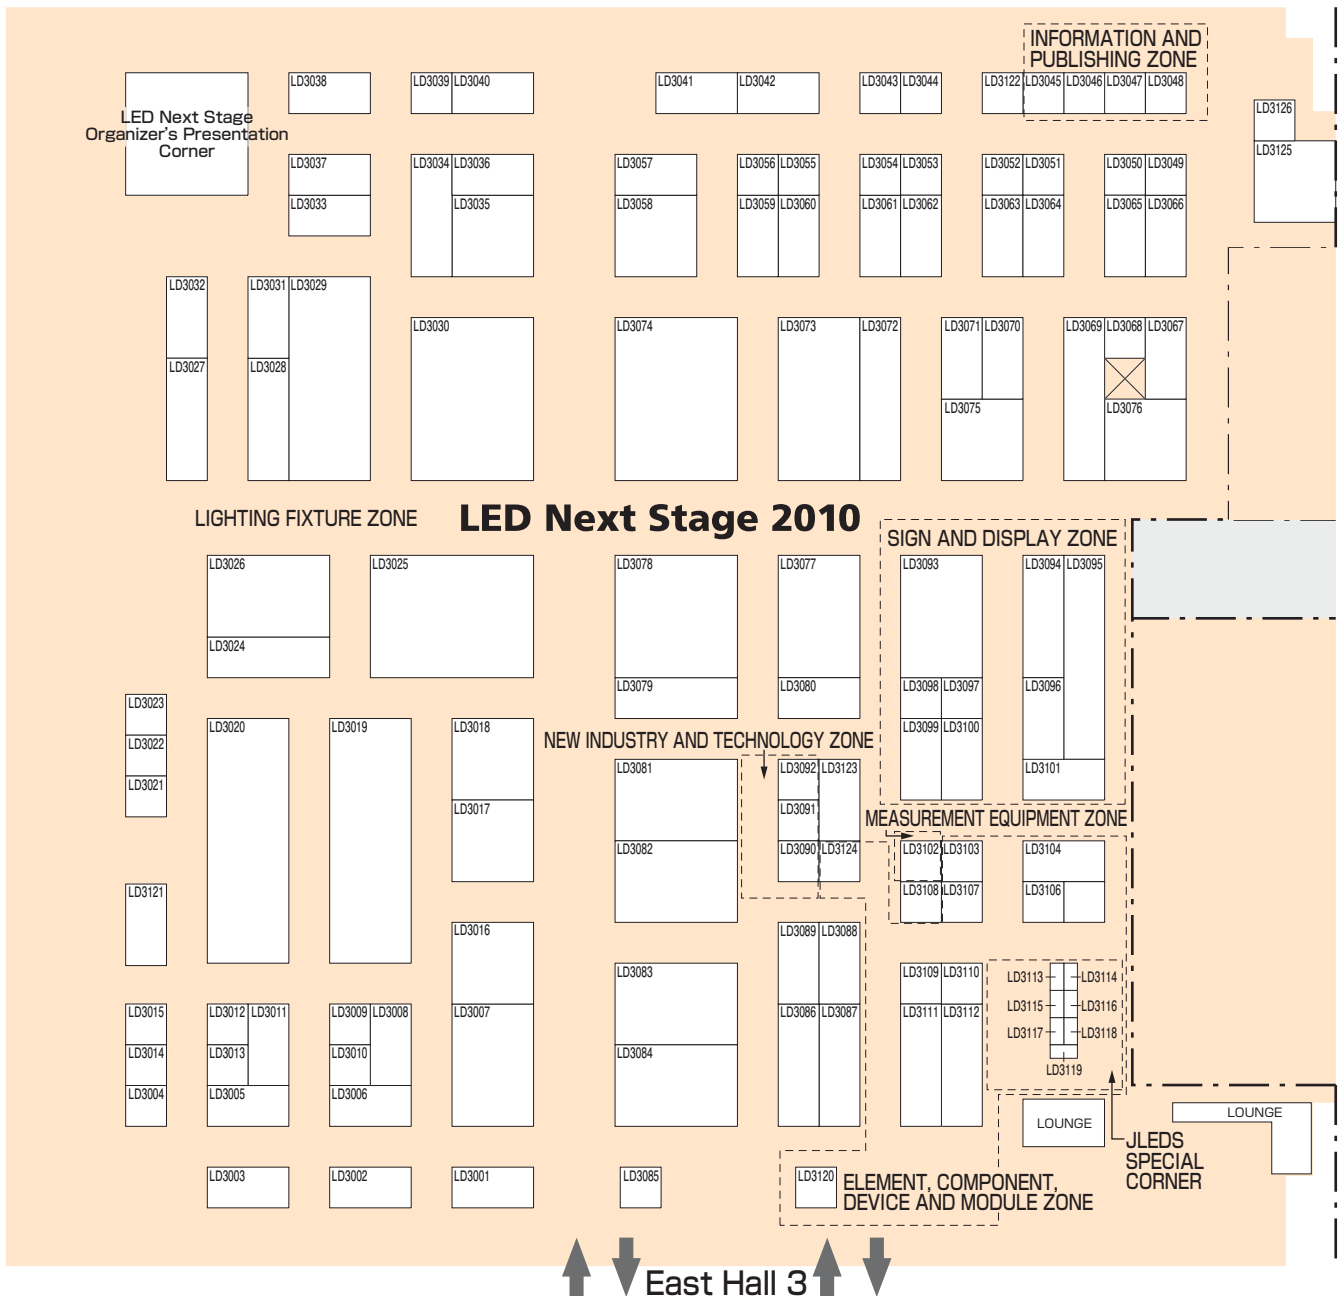 INFORMATION AND
PUBLISHING ZONE
LD3038
LD3039
LD3040
LD3041
LD3042
LD3043
LD3044
LD3122
LD3045
LD3046
LD3047
LD3048
LED Next Stage
Organizer's Presentation
Corner
LD3126
LD3125
LD3037
LD3034
LD3036
LD3057
LD3056
LD3055
LD3054
LD3053
LD3052
LD3051
LD3050
LD3049
LD3033
LD3035
LD3058
LD3059
LD3060
LD3061
LD3062
LD3063
LD3064
LD3065
LD3066
LD3032
LD3031
LD3029
LD3030
LD3074
LD3073
LD3072
LD3071
LD3070
LD3069
LD3068
LD3067
LD3027
LD3028
LD3075
LD3076
LIGHTING FIXTURE ZONE
LED Next Stage 2010
SIGN AND DISPLAY ZONE
LD3026
LD3025
LD3078
LD3077
LD3093
LD3094
LD3095
LD3024
LD3079
LD3080
LD3098
LD3097
LD3096
LD3023
LD3022
LD3021
LD3020
LD3019
LD3018
LD3099
LD3100
NEW INDUSTRY AND TECHNOLOGY ZONE
LD3081
LD3092
LD3123
LD3101
LD3017
LD3091
MEASUREMENT EQUIPMENT ZONE
LD3082
LD3090
LD3124
LD3102
LD3103
LD3104
LD3121
LD3108
LD3107
LD3106
LD3016
LD3089
LD3088
LD3083
LD3109
LD3110
LD3113
LD3114
LD3115
LD3116
LD3117
LD3118
LD3119
LD3015
LD3012
LD3011
LD3009
LD3008
LD3007
LD3086
LD3087
LD3111
LD3112
LD3014
LD3013
LD3010
LD3084
LD3004
LD3005
LD3006
LOUNGE
LOUNGE
JLEDS
SPECIAL
CORNER
LD3003
LD3002
LD3001
LD3085
LD3120
ELEMENT, COMPONENT,
DEVICE AND MODULE ZONE
East Hall 3